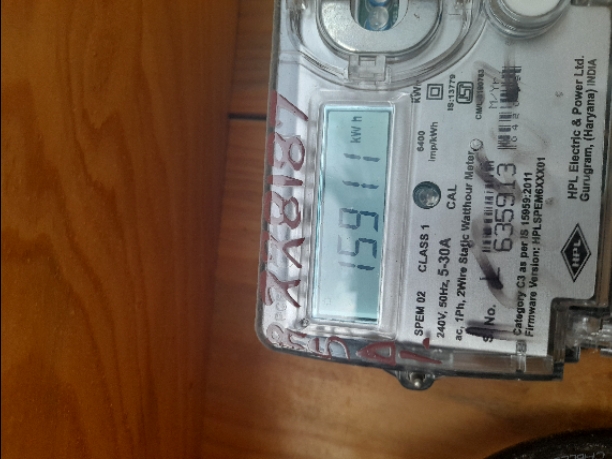 15911 kWh
6400
imp/kWh
IS:13779
SPEM 02 CLASS 1 CAL
240V, 50Hz, 5-30A
ac, 1Ph, 2Wire Static Watthour Meter
635913
Category C3 as per IS 15959:2011
Firmware Version: HPLSPEM6XXX01
HPL
HPL Electric & Power Ltd.
Gurugram, (Haryana) INDIA